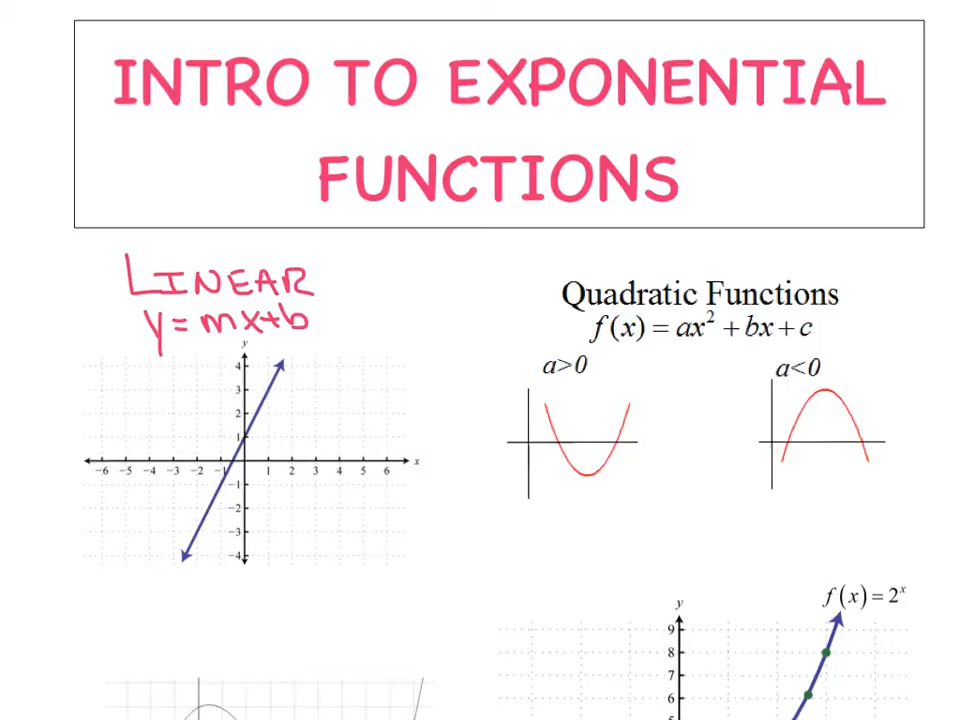 INTRO TO EXPONENTIAL
FUNCTIONS
LINEAR
y = mx+b
y
4
3
2
1
x
−6 −5 −4 −3 −2 −1 1 2 3 4 5 6
−1
−2
−3
−4
Quadratic Functions
f(x) = ax² + bx + c
a>0
a<0
f(x) = 2ˣ
y
9
8
7
6